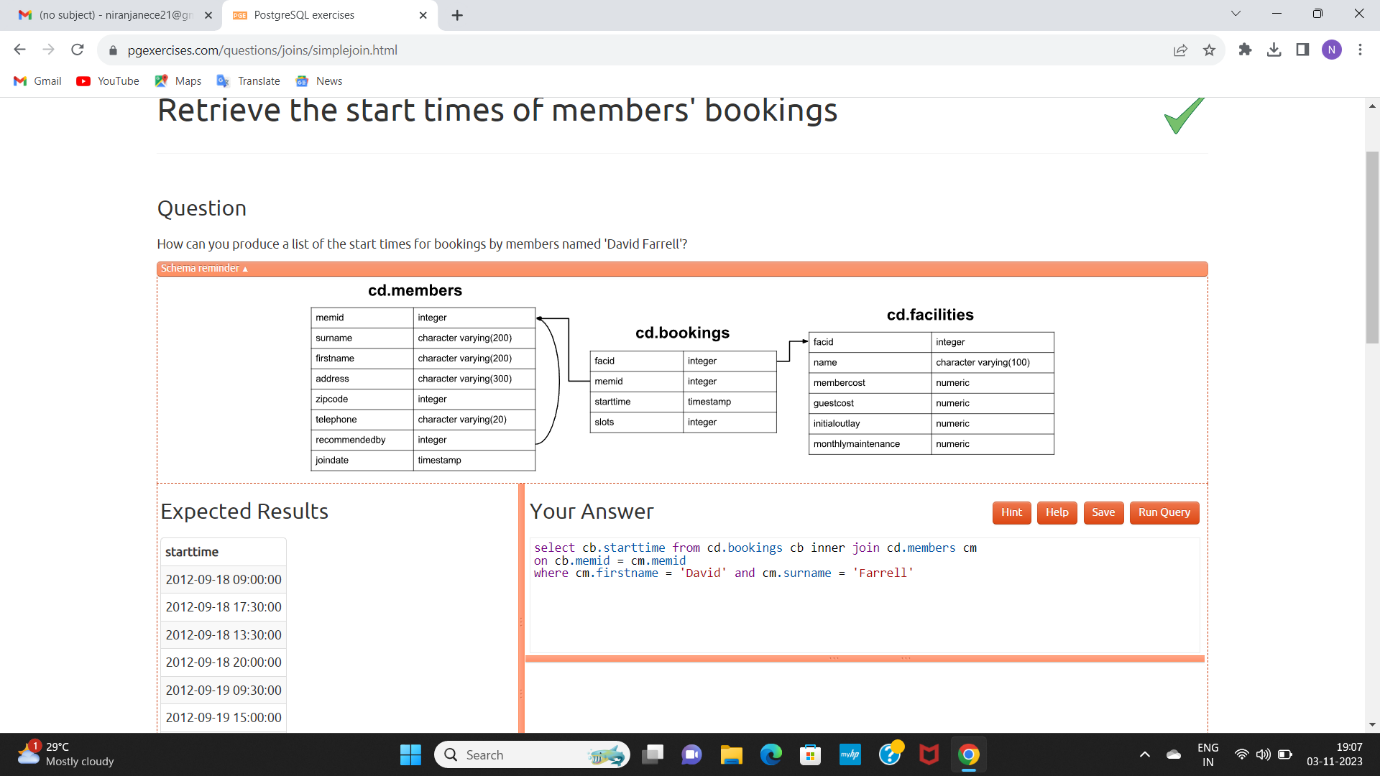 (no subject) - niranjanece21@gr
PostgreSQL exercises
pgexercises.com/questions/joins/simplejoin.html
N
Gmail YouTube Maps Translate News
Retrieve the start times of members' bookings
Question
How can you produce a list of the start times for bookings by members named 'David Farrell'?
Schema reminder ▴
cd.members
memid integer
surname character varying(200)
firstname character varying(200)
address character varying(300)
zipcode integer
telephone character varying(20)
recommendedby integer
joindate timestamp
cd.bookings
facid integer
memid integer
starttime timestamp
slots integer
cd.facilities
facid integer
name character varying(100)
membercost numeric
guestcost numeric
initialoutlay numeric
monthlymaintenance numeric
Expected Results
starttime
2012-09-18 09:00:00
2012-09-18 17:30:00
2012-09-18 13:30:00
2012-09-18 20:00:00
2012-09-19 09:30:00
2012-09-19 15:00:00
Your Answer
Hint Help Save Run Query
select cb.starttime from cd.bookings cb inner join cd.members cm
on cb.memid = cm.memid
where cm.firstname = 'David' and cm.surname = 'Farrell'
1
29°C
Mostly cloudy
Search
ENG
IN
19:07
03-11-2023